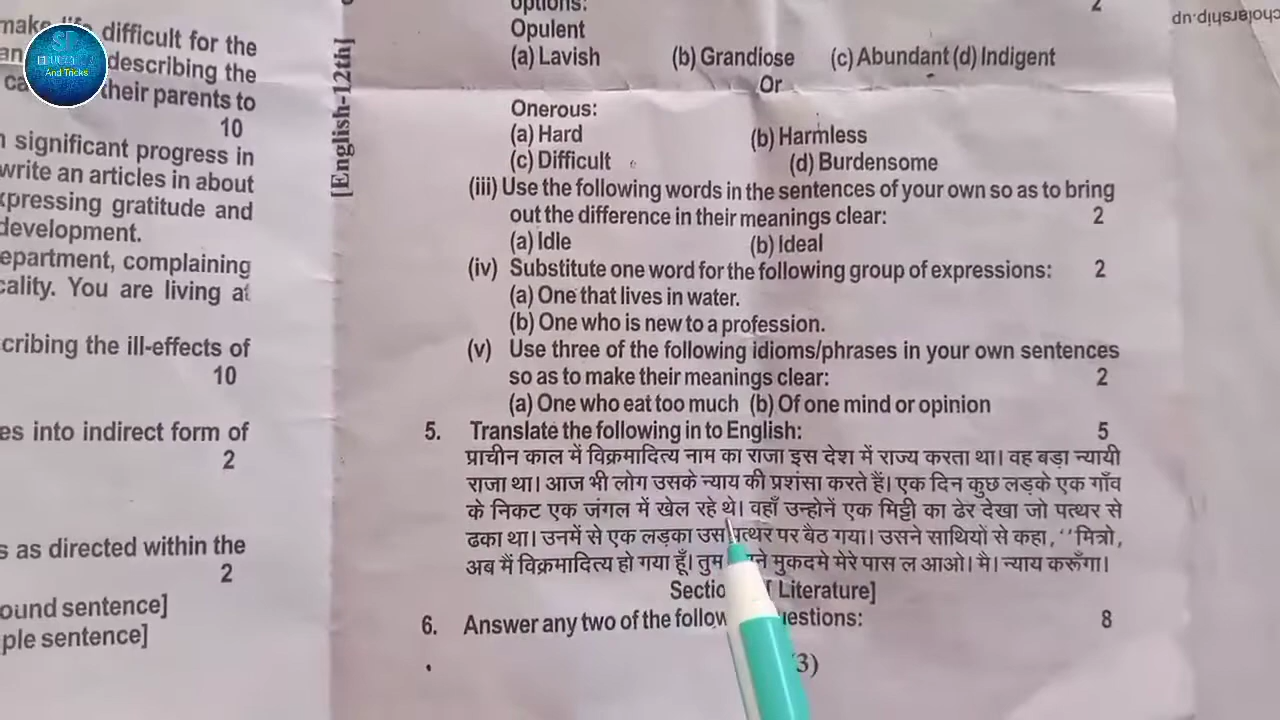 make difficult for the
describing the
their parents to
10
significant progress in
write an articles in about
pressing gratitude and
development.
epartment, complaining
cality. You are living at
cribing the ill-effects of
10
es into indirect form of
2
s as directed within the
2
ound sentence]
ple sentence]
SJ
EDUCATION
And Tricks
[English-12th]
options:
2
Opulent
(a) Lavish (b) Grandiose (c) Abundant (d) Indigent
Or
Onerous:
(a) Hard (b) Harmless
(c) Difficult (d) Burdensome
(iii) Use the following words in the sentences of your own so as to bring
out the difference in their meanings clear: 2
(a) Idle (b) Ideal
(iv) Substitute one word for the following group of expressions: 2
(a) One that lives in water.
(b) One who is new to a profession.
(v) Use three of the following idioms/phrases in your own sentences
so as to make their meanings clear: 2
(a) One who eat too much (b) Of one mind or opinion
5. Translate the following in to English: 5
प्राचीन काल में विक्रमादित्य नाम का राजा इस देश में राज्य करता था। वह बड़ा न्यायी
राजा था। आज भी लोग उसके न्याय की प्रशंसा करते हैं। एक दिन कुछ लड़के एक गाँव
के निकट एक जंगल में खेल रहे थे। वहाँ उन्होनें एक मिट्टी का ढेर देखा जो पत्थर से
ढका था। उनमें से एक लड़का उस पत्थर पर बैठ गया। उसने साथियों से कहा, ''मित्रो,
अब मैं विक्रमादित्य हो गया हूँ। तुम मुकदमे मेरे पास ल आओ। मै। न्याय करूँगा।
Literature]
6. Answer any two of the 8
3)
cholarship.up